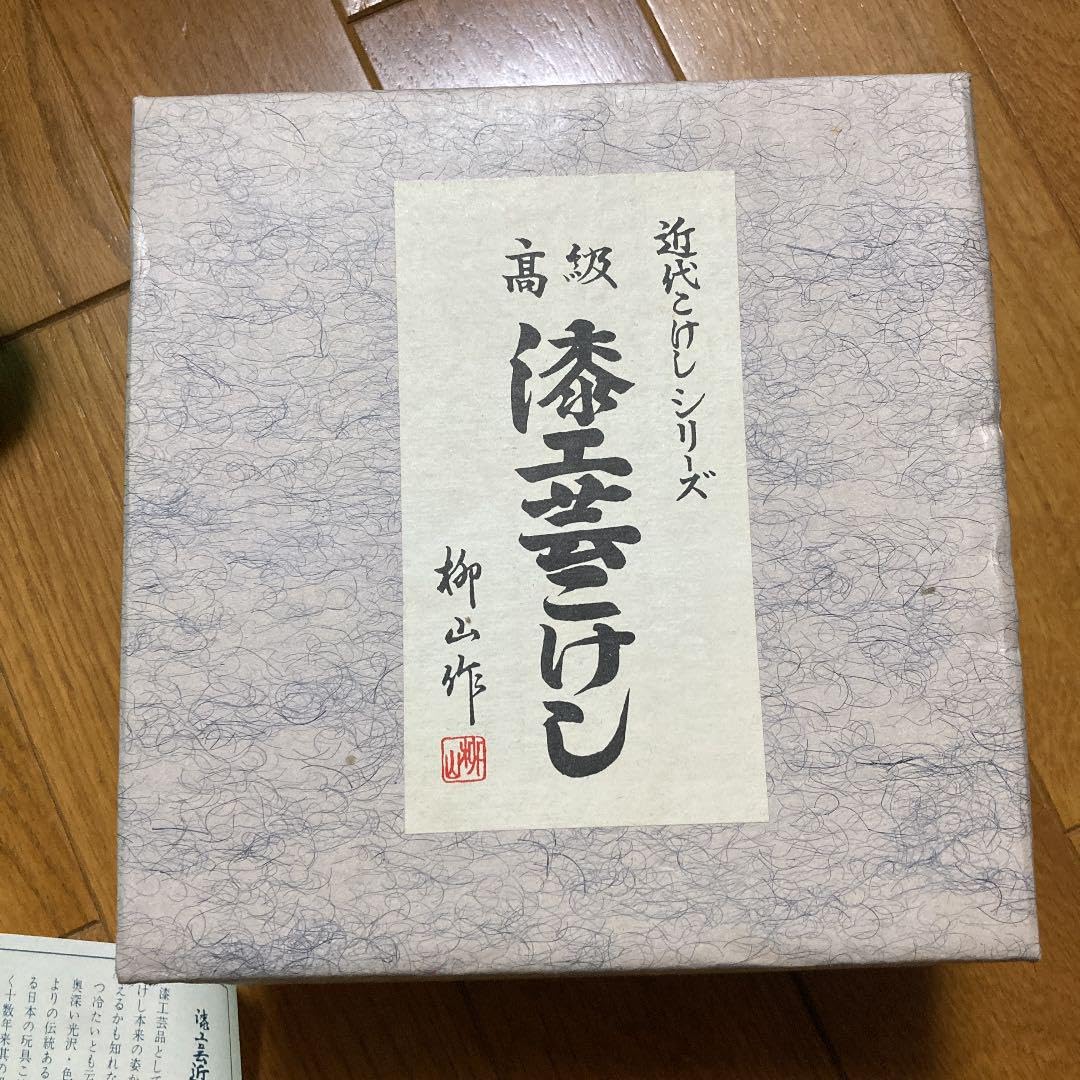 近代こけしシリーズ
高級
漆工芸こけし
柳山作
柳山
漆工芸近
漆工芸品として
けし本来の姿か
えるかも知れな
つ冷たいとも云
奥深い光沢・色
よりの伝統ある
る日本の玩具こ
く十数年来其の